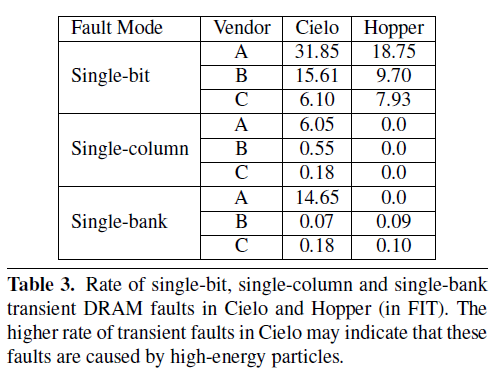 Fault Mode Vendor Cielo Hopper
Single-bit A 31.85 18.75
B 15.61 9.70
C 6.10 7.93
Single-column A 6.05 0.0
B 0.55 0.0
C 0.18 0.0
Single-bank A 14.65 0.0
B 0.07 0.09
C 0.18 0.10
Table 3. Rate of single-bit, single-column and single-bank
transient DRAM faults in Cielo and Hopper (in FIT). The
higher rate of transient faults in Cielo may indicate that these
faults are caused by high-energy particles.